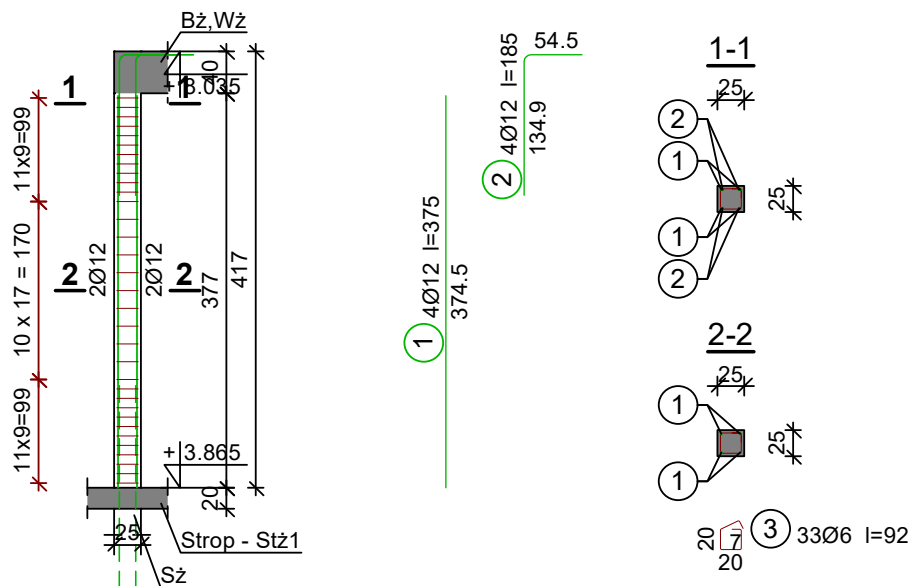 Bż,Wż
40
+ 8.035
1 1
11x9=99
10 x 17 = 170
11x9=99
2 2
2Ø12
2Ø12
377
417
+ 3.865
20
25
Strop - Stż1
Sż
1 4Ø12 l=375
374.5
2 4Ø12 l=185
134.9
54.5
1-1
25
2
1
25
1
2
2-2
25
1
25
1
20
7
20
3 33Ø6 l=92